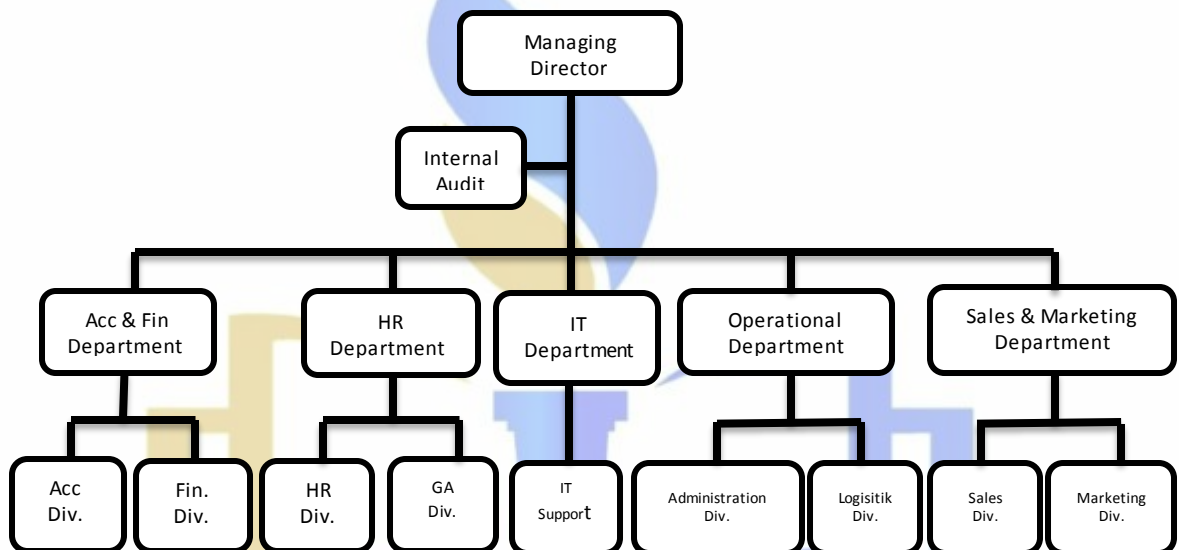 Managing
Director
Internal
Audit
Acc & Fin
Department
HR
Department
IT
Department
Operational
Department
Sales & Marketing
Department
Acc
Div.
Fin.
Div.
HR
Div.
GA
Div.
IT
Support
Administration
Div.
Logisitik
Div.
Sales
Div.
Marketing
Div.